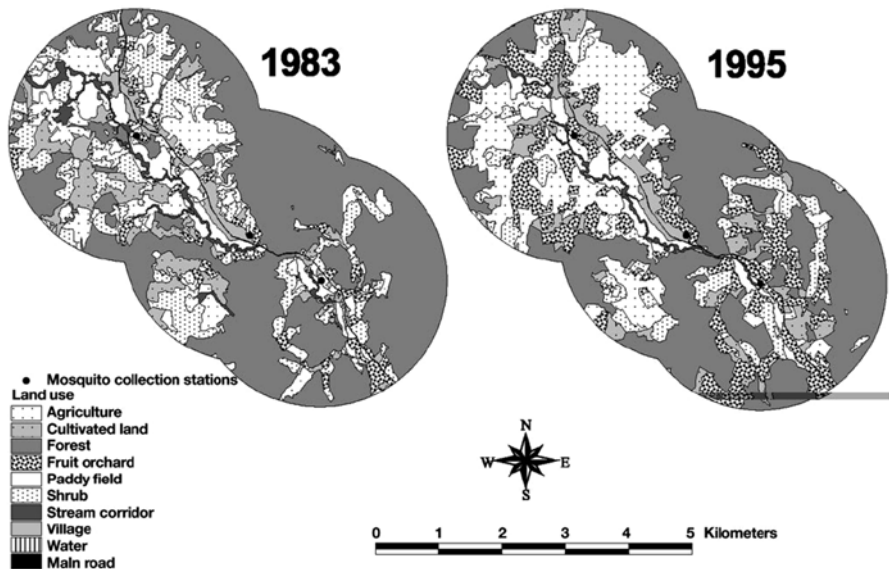 1983
1995
Mosquito collection stations
Land use
Agriculture
Cultivated land
Forest
Fruit orchard
Paddy field
Shrub
Stream corridor
Village
Water
Main road
N
W E
S
0 1 2 3 4 5 Kilometers